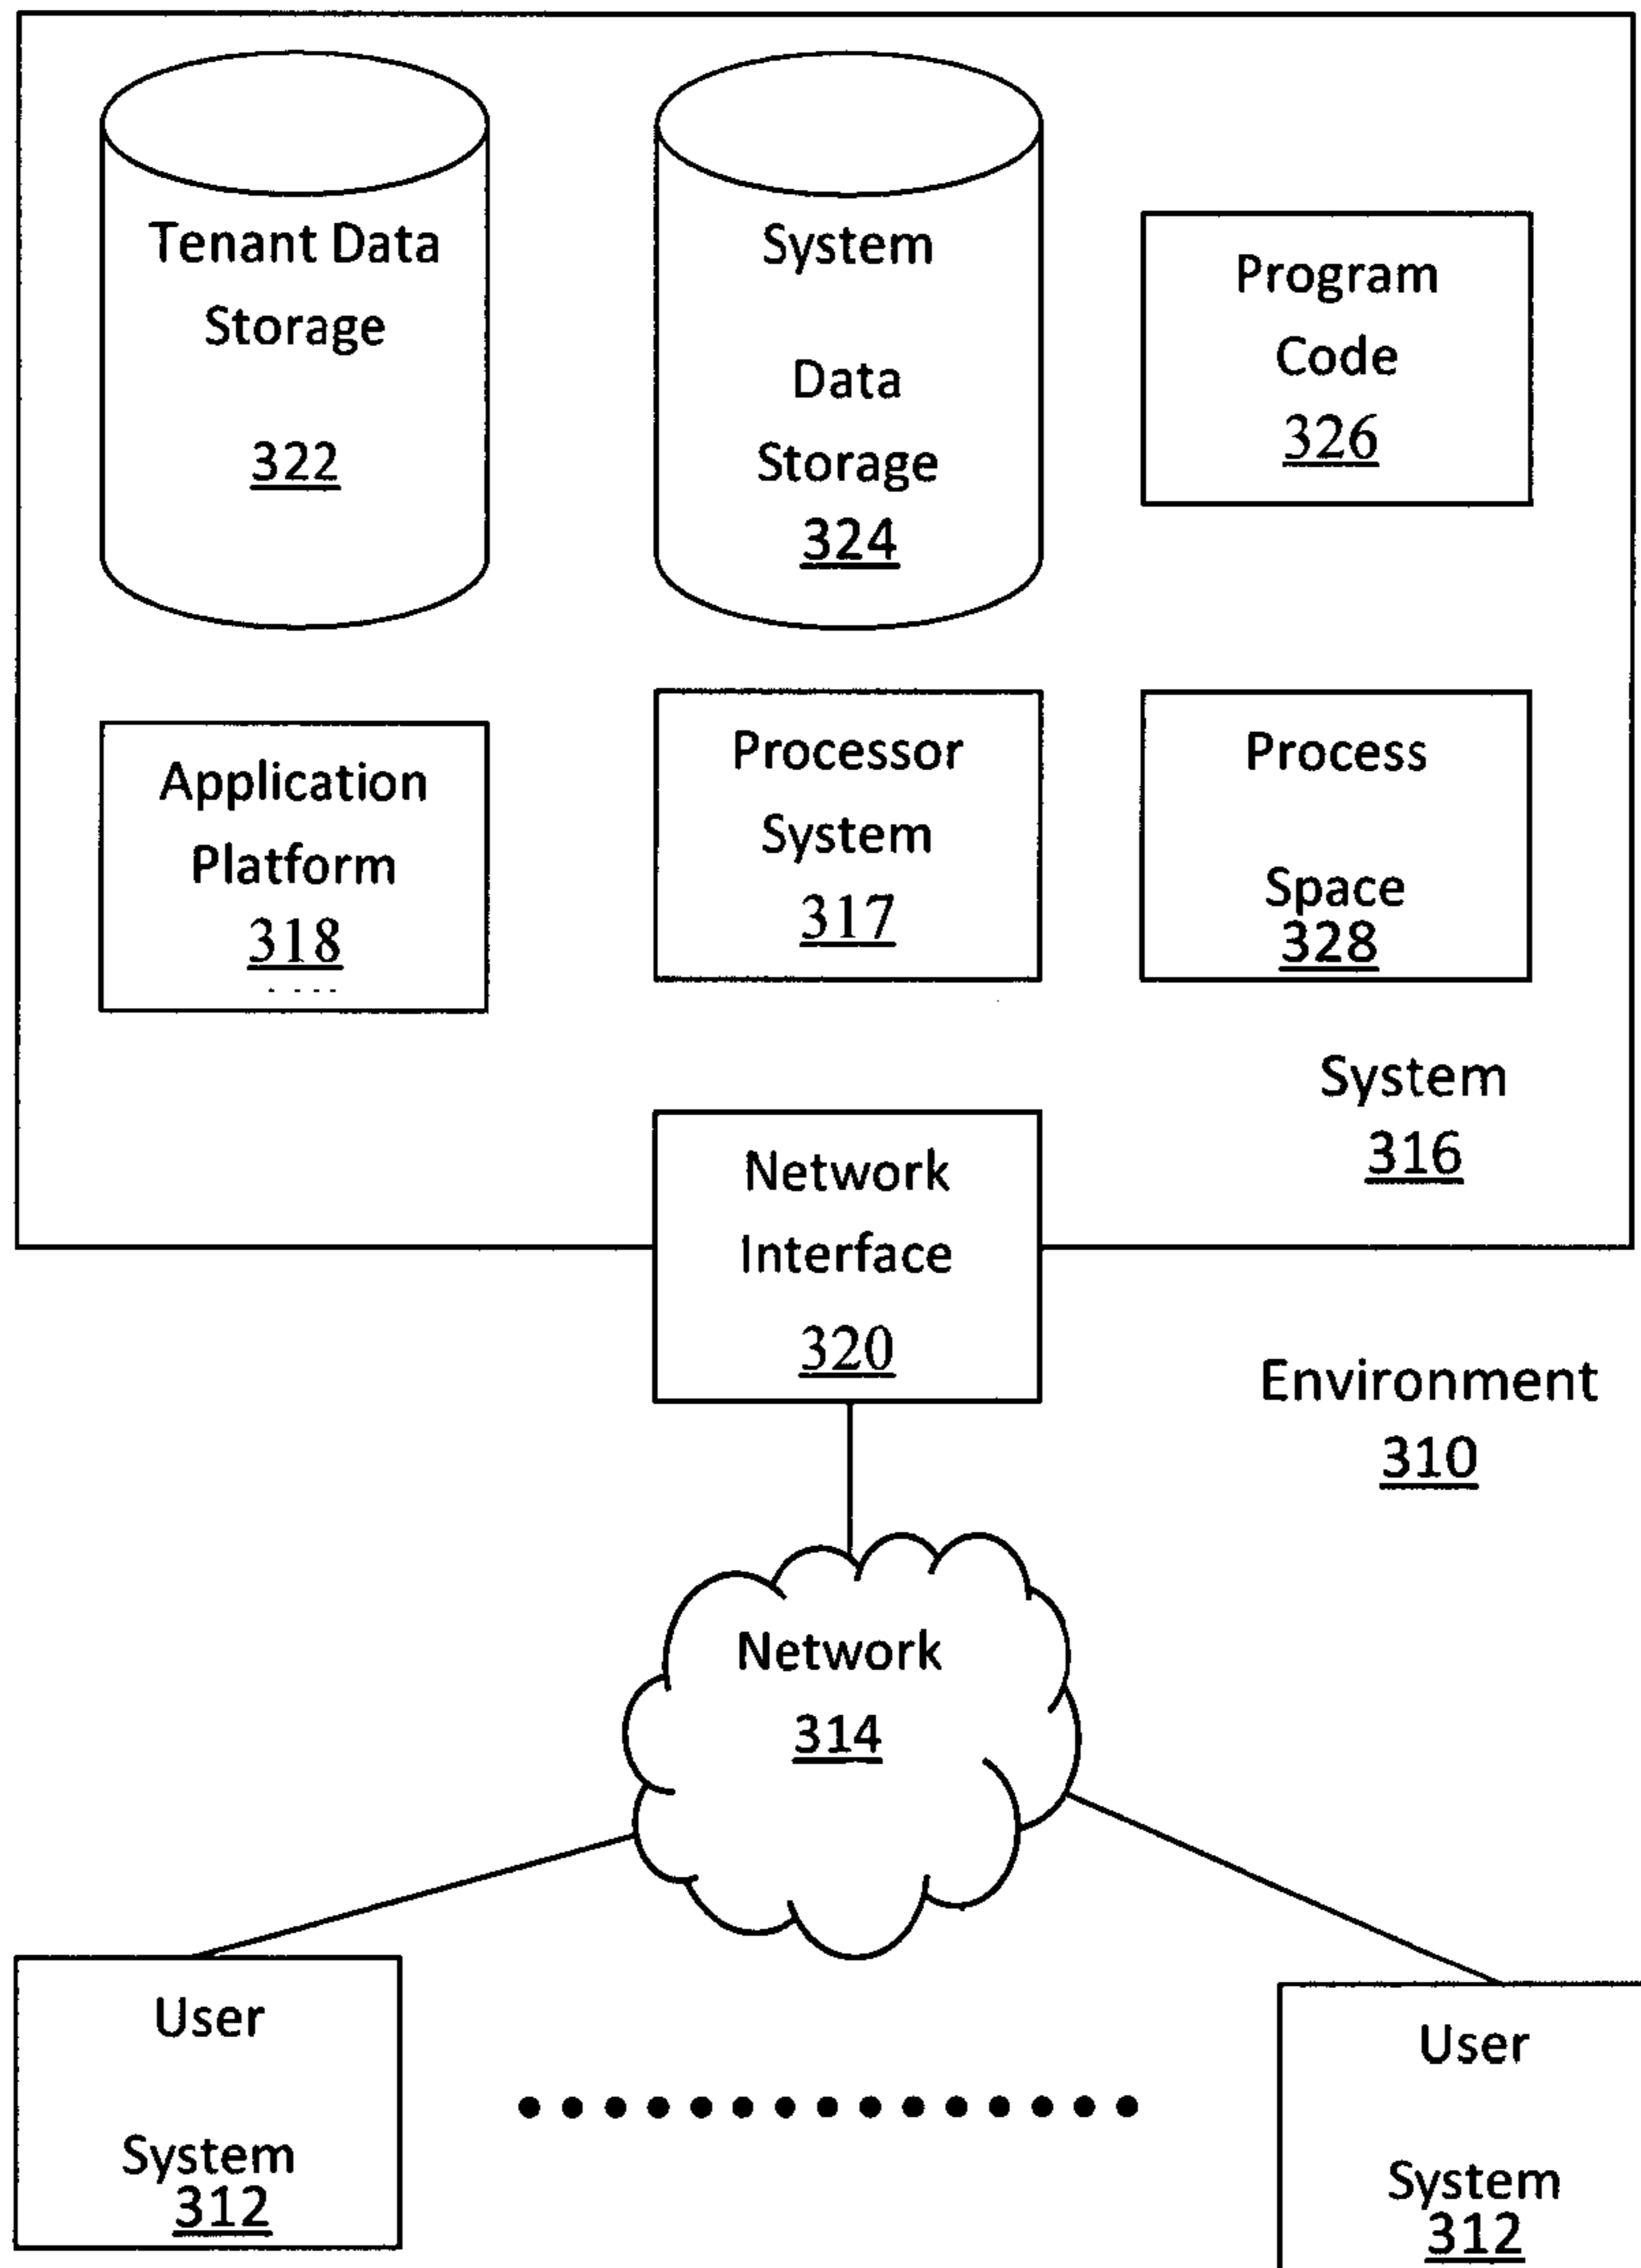 Tenant Data
Storage
322
System
Data
Storage
324
Program
Code
326
Application
Platform
318
Processor
System
317
Process
Space
328
System
316
Network
Interface
320
Environment
310
Network
314
User
System
312
User
System
312